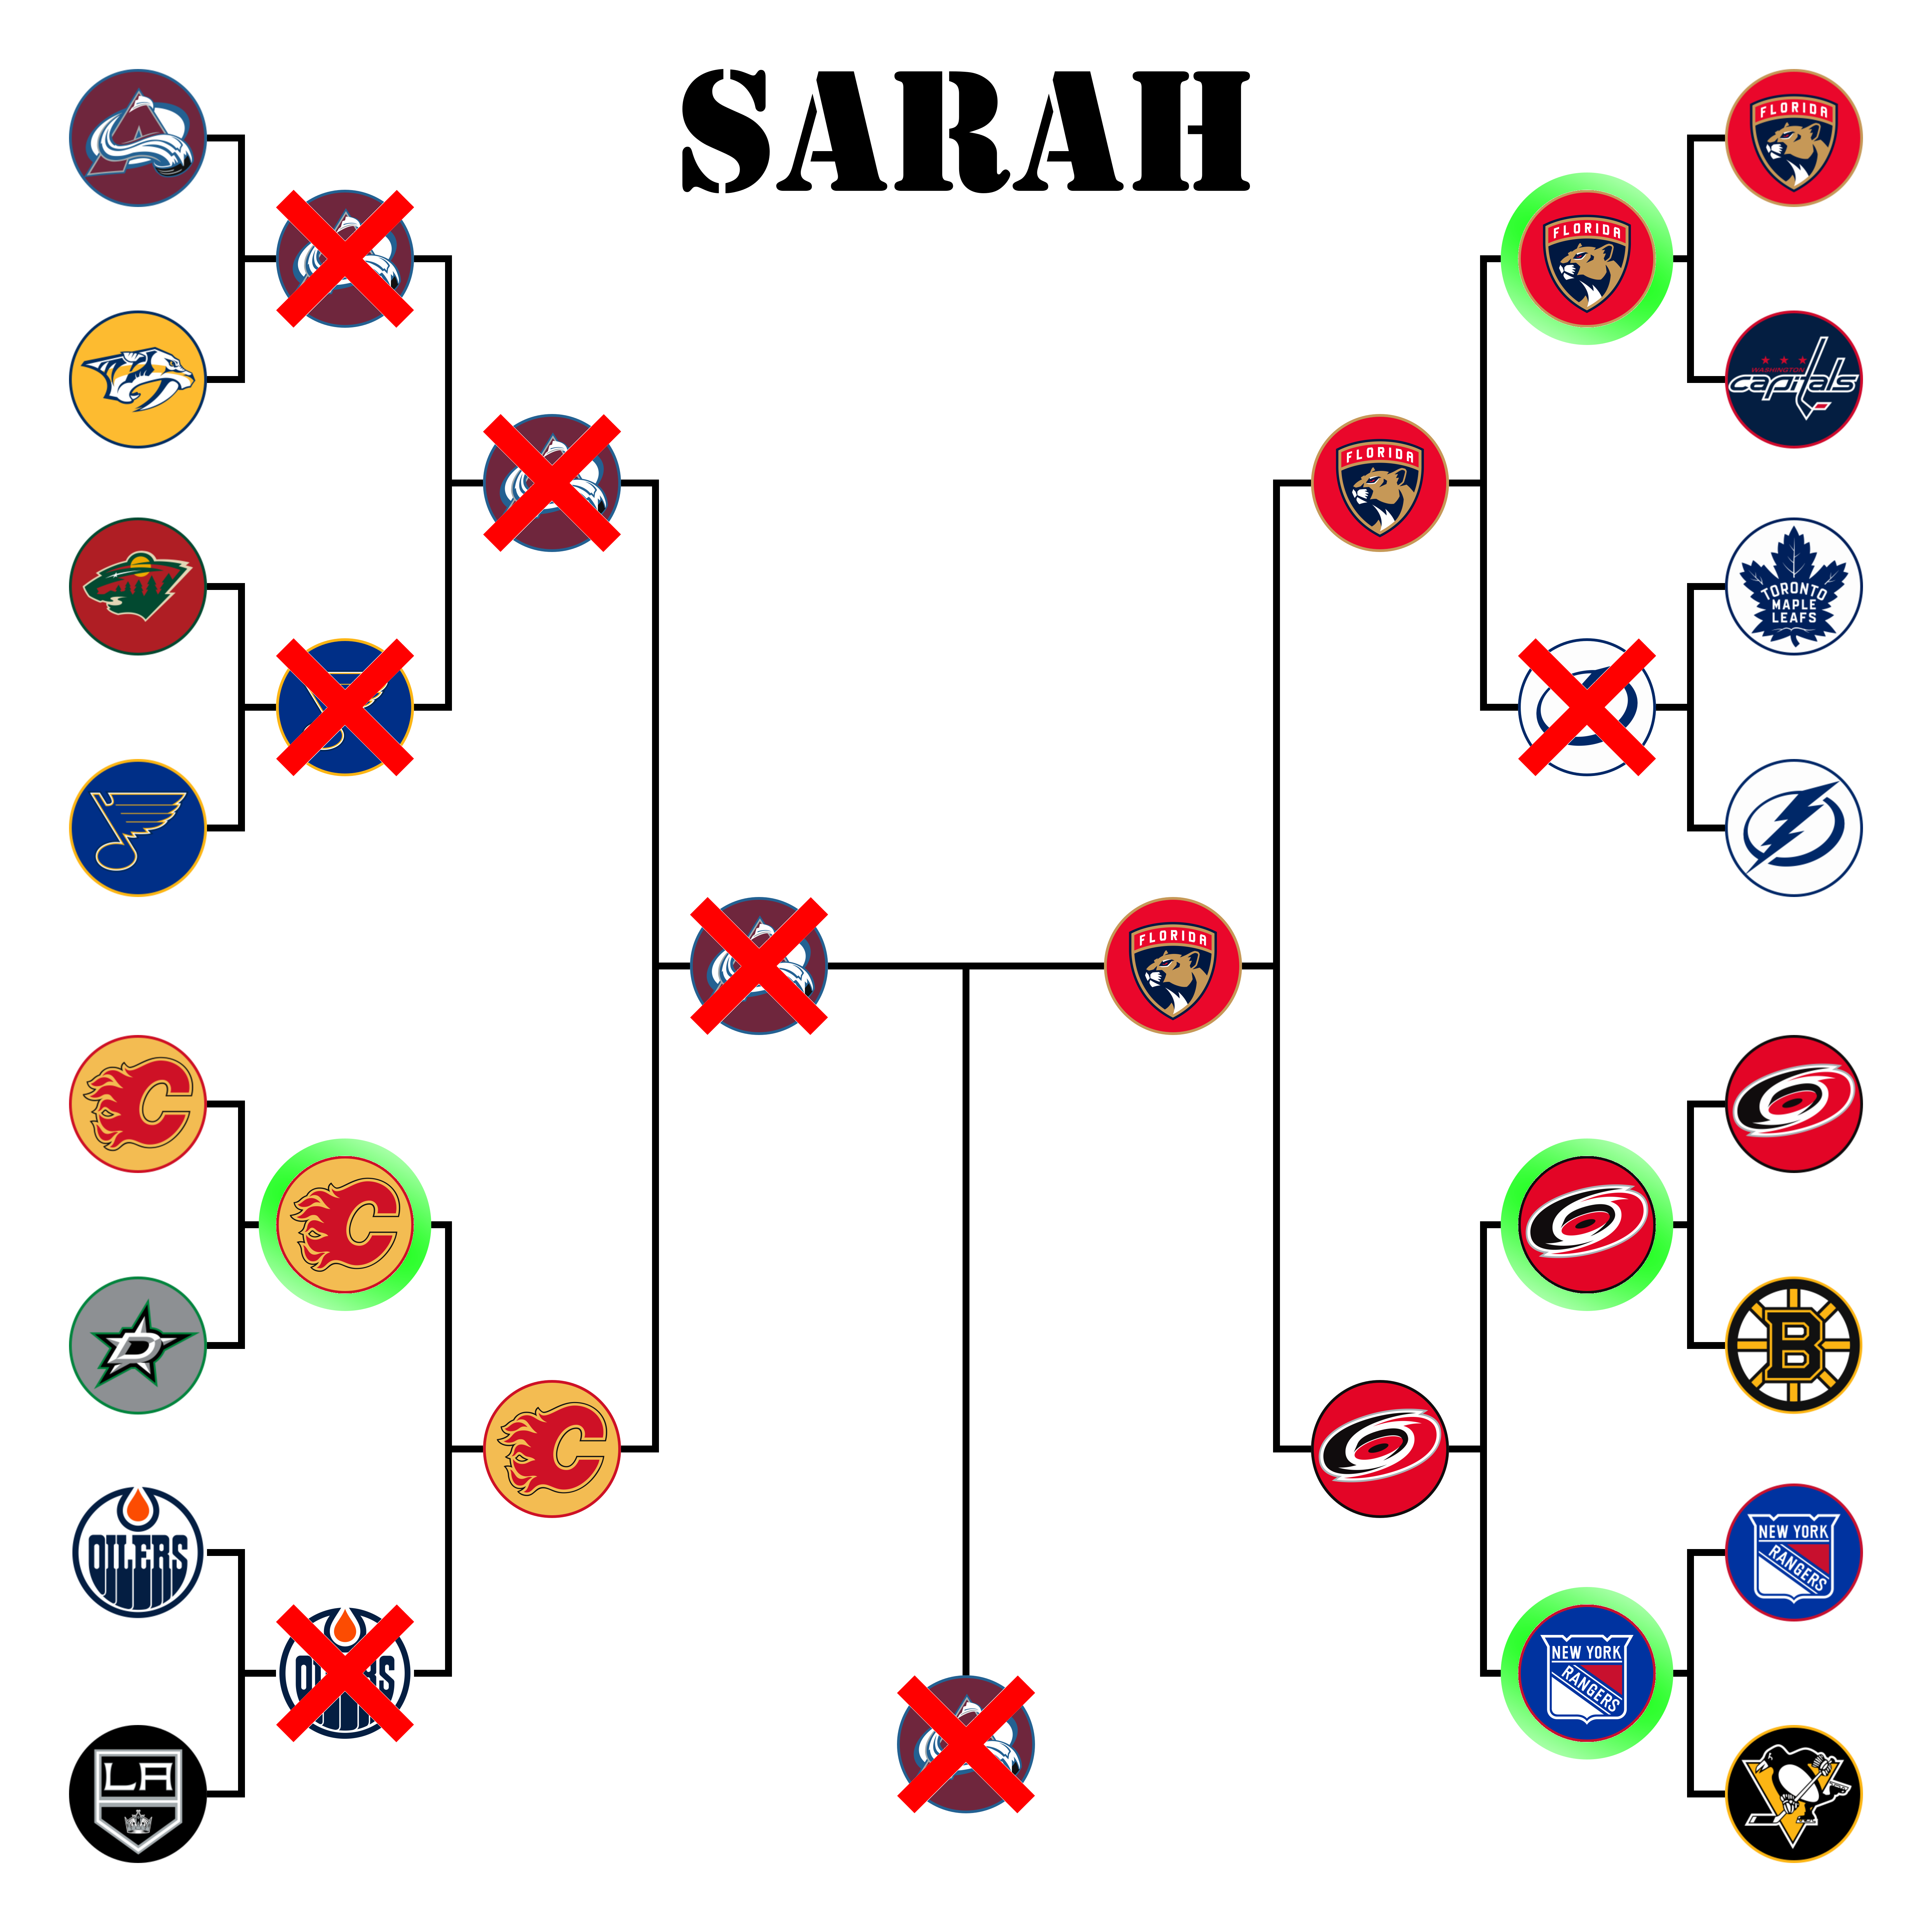 SARAH
A
FLORIDA
FLORIDA
WASHINGTON
capitals
FLORIDA
TORONTO
MAPLE
LEAFS
FLORIDA
C
C
D
B
C
OILERS
NEW YORK
RANGERS
NEW YORK
RANGERS
LA